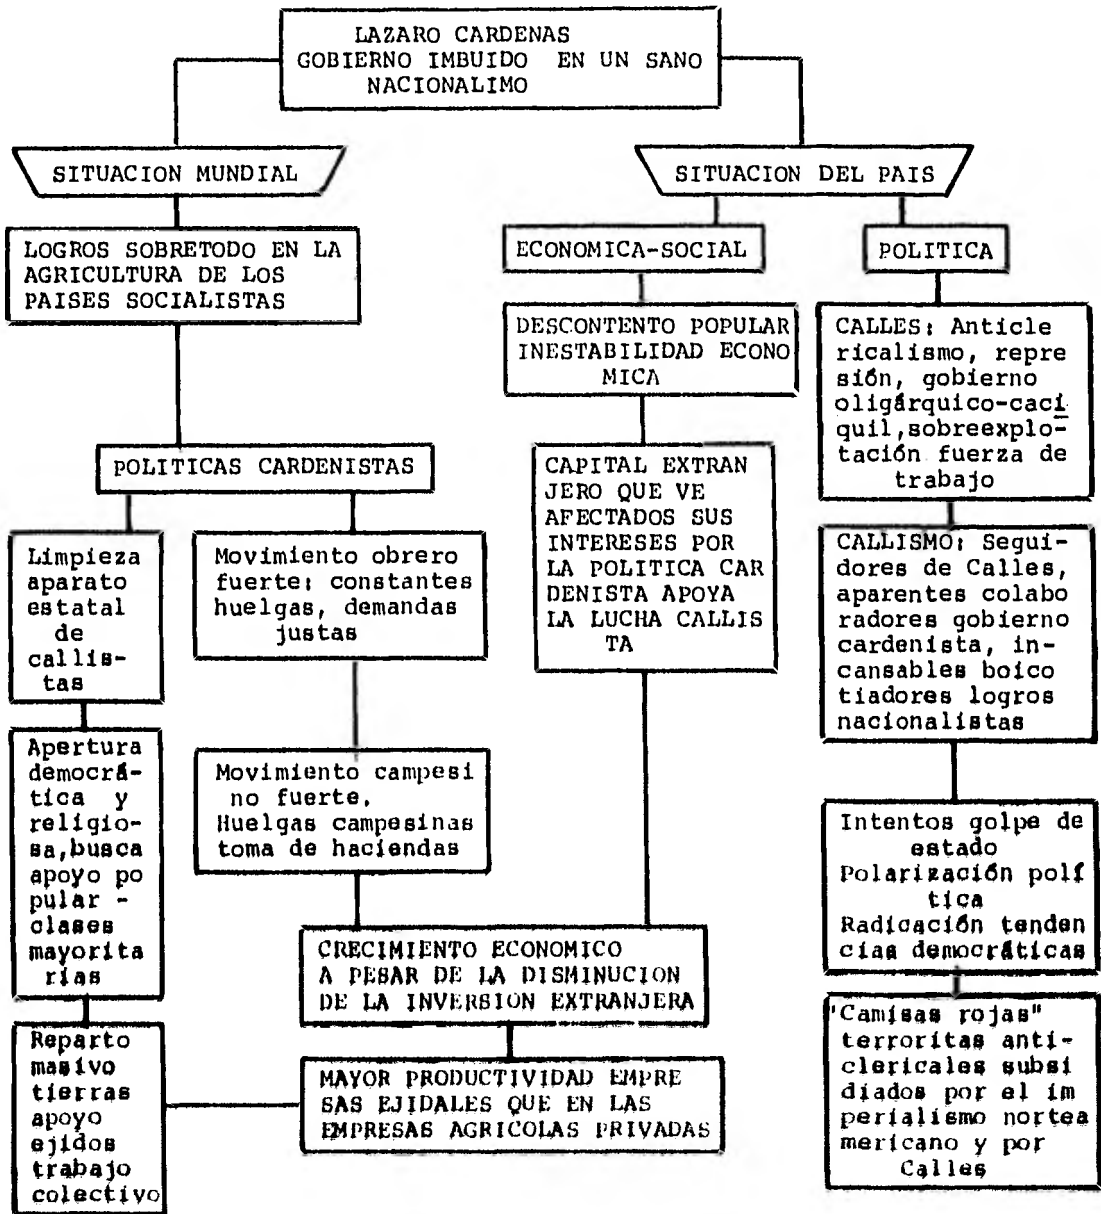 LAZARO CARDENAS
GOBIERNO IMBUIDO EN UN SANO
NACIONALIMO
SITUACION MUNDIAL
SITUACION DEL PAIS
LOGROS SOBRETODO EN LA
AGRICULTURA DE LOS
PAISES SOCIALISTAS
ECONOMICA-SOCIAL
POLITICA
DESCONTENTO POPULAR
INESTABILIDAD ECONO
MICA
CALLES: Anticle
ricalismo, repre
sión, gobierno
oligárquico-caci
quil,sobreexplo-
tación fuerza de
trabajo
POLITICAS CARDENISTAS
CAPITAL EXTRAN
JERO QUE VE
AFECTADOS SUS
INTERESES POR
LA POLITICA CAR
DENISTA APOYA
LA LUCHA CALLIS
TA
Limpieza
aparato
estatal
de
callis-
tas
Movimiento obrero
fuerte: constantes
huelgas, demandas
justas
CALLISMO: Segui-
dores de Calles,
aparentes colabo
radores gobierno
cardenista, in-
cansables boico
tiadores logros
nacionalistas
Apertura
democrá-
tica y
religio-
sa,busca
apoyo po
pular -
clases
mayorita
rías
Movimiento campesi
no fuerte.
Huelgas campesinas
toma de haciendas
Intentos golpe de
estado
Polarización polí
tica
Radicación tenden
cias democráticas
CRECIMIENTO ECONOMICO
A PESAR DE LA DISMINUCION
DE LA INVERSION EXTRANJERA
Reparto
masivo
tierras
apoyo
ejidos
trabajo
colectivo
MAYOR PRODUCTIVIDAD EMPRE
SAS EJIDALES QUE EN LAS
EMPRESAS AGRICOLAS PRIVADAS
"Camisas rojas"
terroritas anti-
clericales subsi
diados por el im
perialismo nortea
mericano y por
Calles